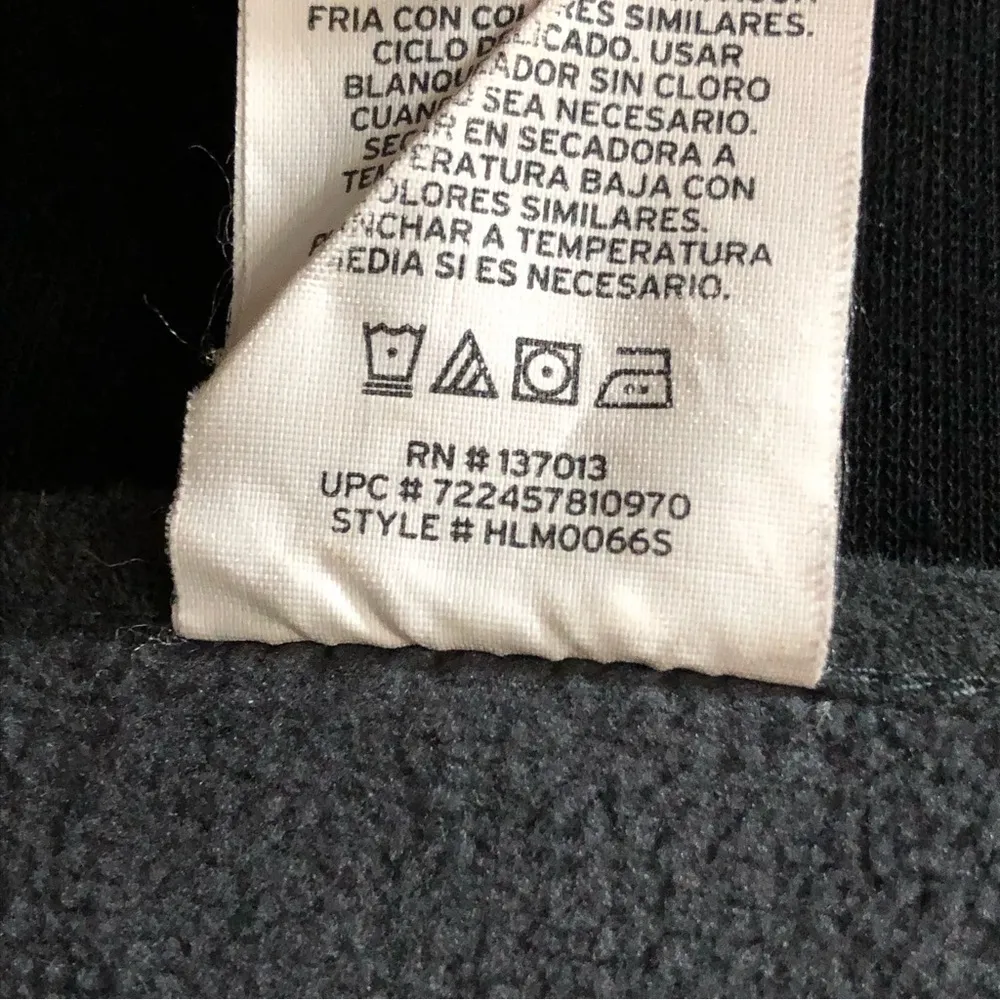 FRIA CON COLORES SIMILARES.
CICLO DELICADO. USAR
BLANQUEADOR SIN CLORO
CUANDO SEA NECESARIO.
SECAR EN SECADORA A
TEMPERATURA BAJA CON
COLORES SIMILARES.
PLANCHAR A TEMPERATURA
MEDIA SI ES NECESARIO.
RN # 137013
UPC # 722457810970
STYLE # HLM0066S